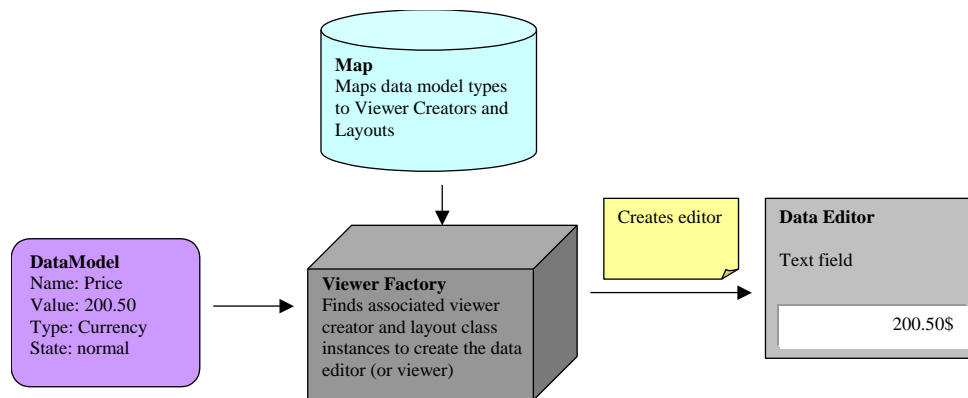 Map
Maps data model types
to Viewer Creators and
Layouts
Creates editor
Data Editor
Text field
200.50$
DataModel
Name: Price
Value: 200.50
Type: Currency
State: normal
Viewer Factory
Finds associated viewer
creator and layout class
instances to create the data
editor (or viewer)